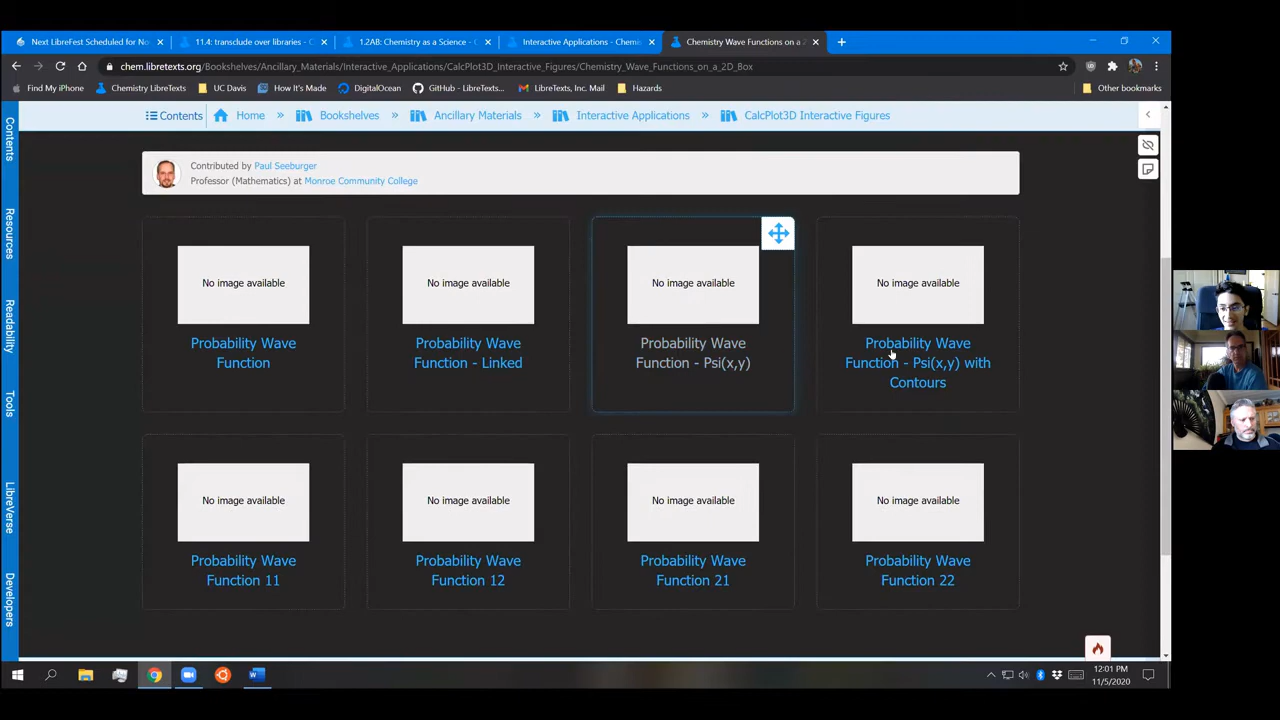 Next LibreFest Scheduled for No
11.4: transclude over libraries - C
1.2AB: Chemistry as a Science - C
Interactive Applications - Chemis
Chemistry Wave Functions on a 2
chem.libretexts.org/Bookshelves/Ancillary_Materials/Interactive_Applications/CalcPlot3D_Interactive_Figures/Chemistry_Wave_Functions_on_a_2D_Box
Find My iPhone
Chemistry LibreTexts
UC Davis
How It's Made
DigitalOcean
GitHub - LibreTexts...
LibreTexts, Inc. Mail
Hazards
Other bookmarks
Contents
Home » Bookshelves » Ancillary Materials » Interactive Applications » CalcPlot3D Interactive Figures
Contents
Resources
Readability
Tools
LibreVerse
Developers
Contributed by Paul Seeburger
Professor (Mathematics) at Monroe Community College
No image available
Probability Wave
Function
No image available
Probability Wave
Function - Linked
No image available
Probability Wave
Function - Psi(x,y)
No image available
Probability Wave
Function - Psi(x,y) with
Contours
No image available
Probability Wave
Function 11
No image available
Probability Wave
Function 12
No image available
Probability Wave
Function 21
No image available
Probability Wave
Function 22
12:01 PM
11/5/2020